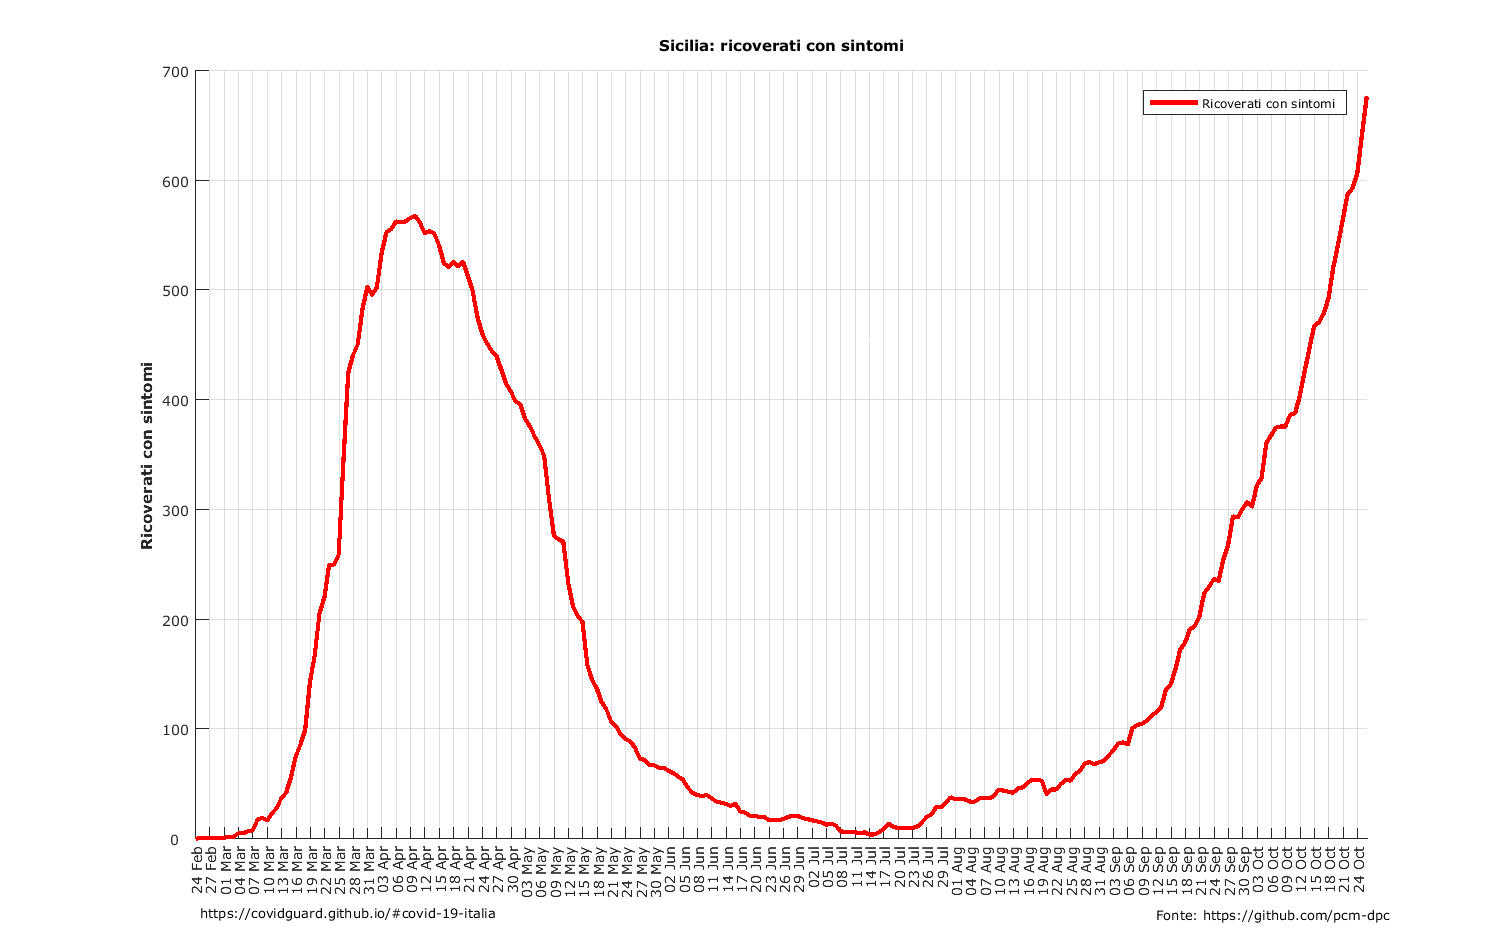 Sicilia: ricoverati con sintomi
Ricoverati con sintomi
Ricoverati con sintomi
700
600
500
400
300
200
100
0
24 Feb
27 Feb
01 Mar
04 Mar
07 Mar
10 Mar
13 Mar
16 Mar
19 Mar
22 Mar
25 Mar
28 Mar
31 Mar
03 Apr
06 Apr
09 Apr
12 Apr
15 Apr
18 Apr
21 Apr
24 Apr
27 Apr
30 Apr
03 May
06 May
09 May
12 May
15 May
18 May
21 May
24 May
27 May
30 May
02 Jun
05 Jun
08 Jun
11 Jun
14 Jun
17 Jun
20 Jun
23 Jun
26 Jun
29 Jun
02 Jul
05 Jul
08 Jul
11 Jul
14 Jul
17 Jul
20 Jul
23 Jul
26 Jul
29 Jul
01 Aug
04 Aug
07 Aug
10 Aug
13 Aug
16 Aug
19 Aug
22 Aug
25 Aug
28 Aug
31 Aug
03 Sep
06 Sep
09 Sep
12 Sep
15 Sep
18 Sep
21 Sep
24 Sep
27 Sep
30 Sep
03 Oct
06 Oct
09 Oct
12 Oct
15 Oct
18 Oct
21 Oct
24 Oct
https://covidguard.github.io/#covid-19-italia
Fonte: https://github.com/pcm-dpc